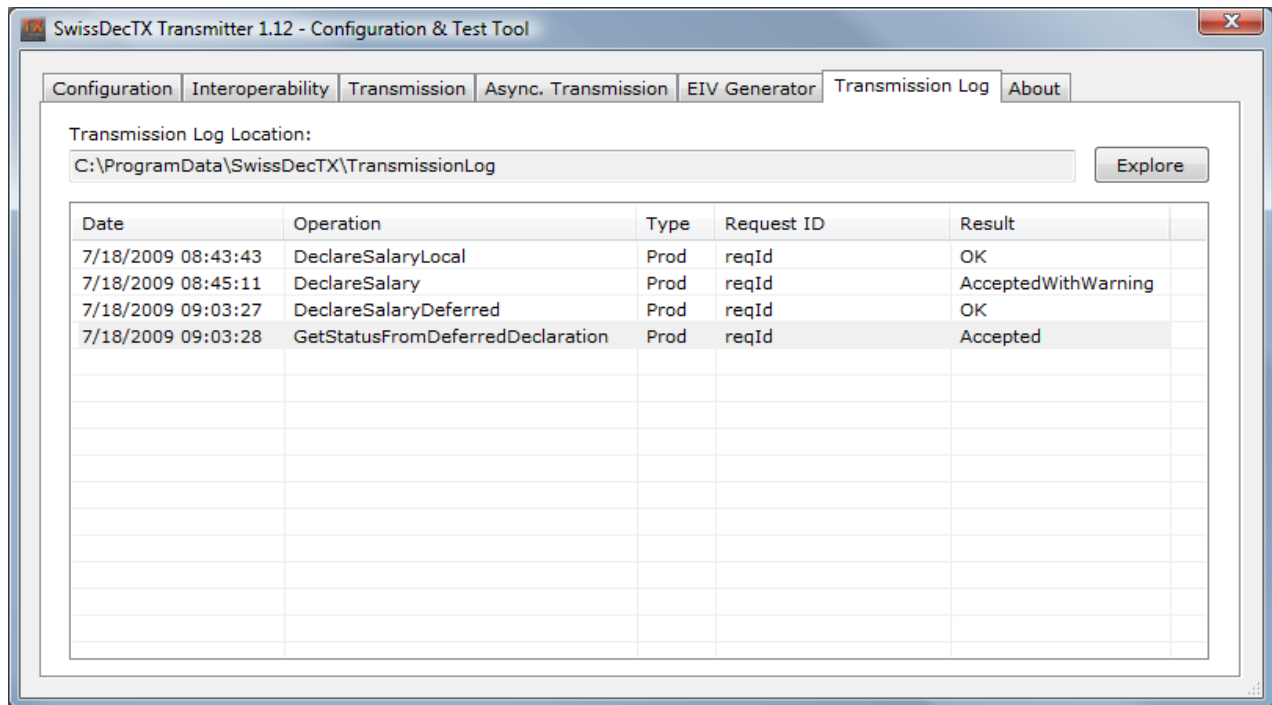 TX SwissDecTX Transmitter 1.12 - Configuration & Test Tool
Configuration Interoperability Transmission Async. Transmission EIV Generator Transmission Log About
Transmission Log Location:
C:\ProgramData\SwissDecTX\TransmissionLog Explore
Date Operation Type Request ID Result
7/18/2009 08:43:43 DeclareSalaryLocal Prod reqId OK
7/18/2009 08:45:11 DeclareSalary Prod reqId AcceptedWithWarning
7/18/2009 09:03:27 DeclareSalaryDeferred Prod reqId OK
7/18/2009 09:03:28 GetStatusFromDeferredDeclaration Prod reqId Accepted